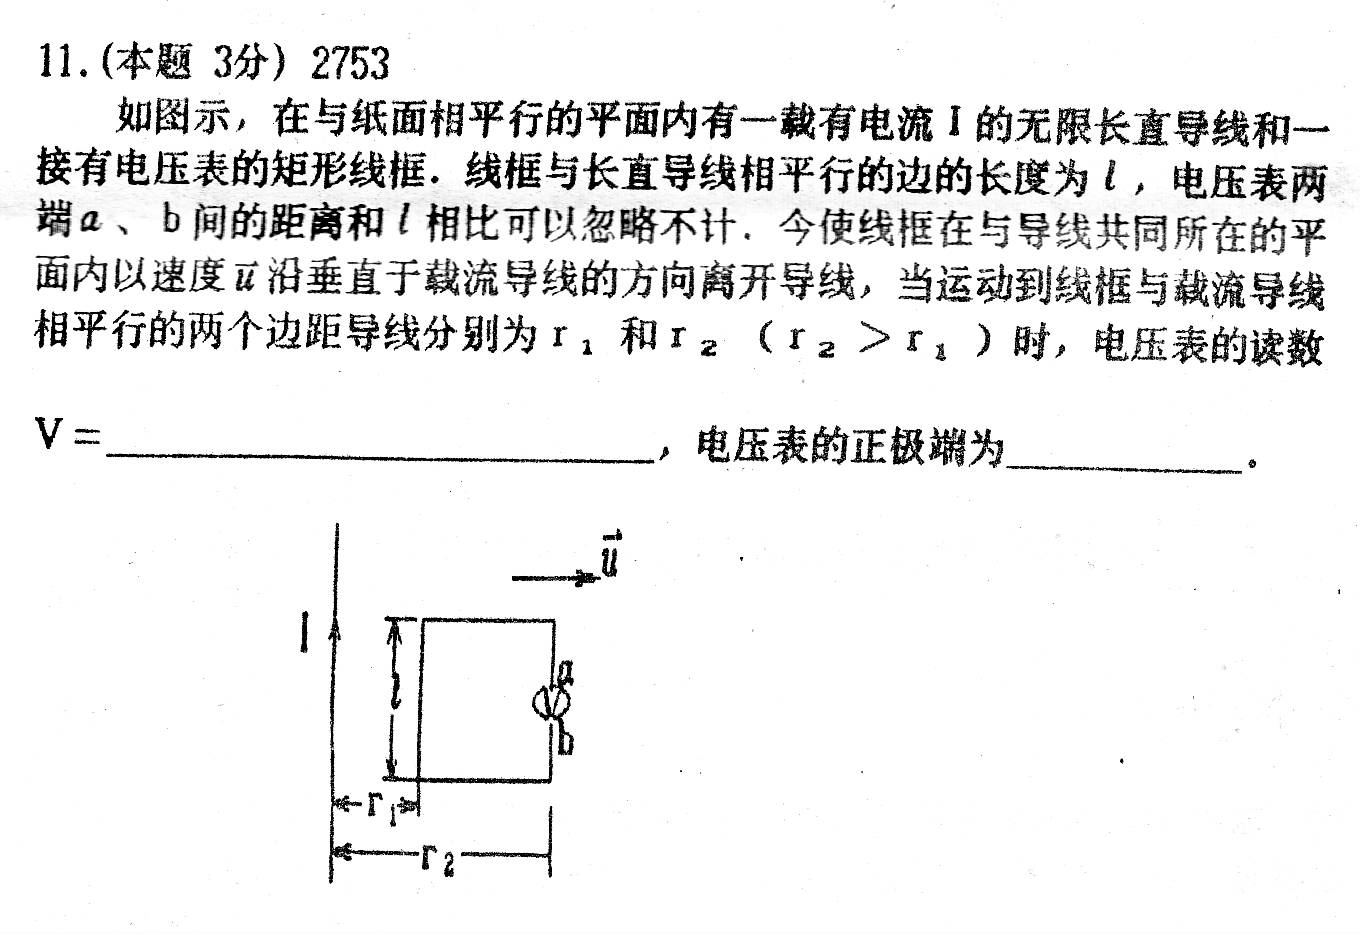 11.(本题 3分) 2753
如图示，在与纸面相平行的平面内有一载有电流 I 的无限长直导线和一
接有电压表的矩形线框．线框与长直导线相平行的边的长度为 l ，电压表两
端a 、 b 间的距离和 l 相比可以忽略不计．今使线框在与导线共同所在的平
面内以速度 u⃗ 沿垂直于载流导线的方向离开导线，当运动到线框与载流导线
相平行的两个边距导线分别为 r₁ 和 r₂ （ r₂ ＞ r₁ ）时，电压表的读数
V＝＿＿＿＿＿＿＿＿＿＿＿＿＿＿，电压表的正极端为＿＿＿＿＿＿。
u⃗
I
l
a
V
b
r₁
r₂